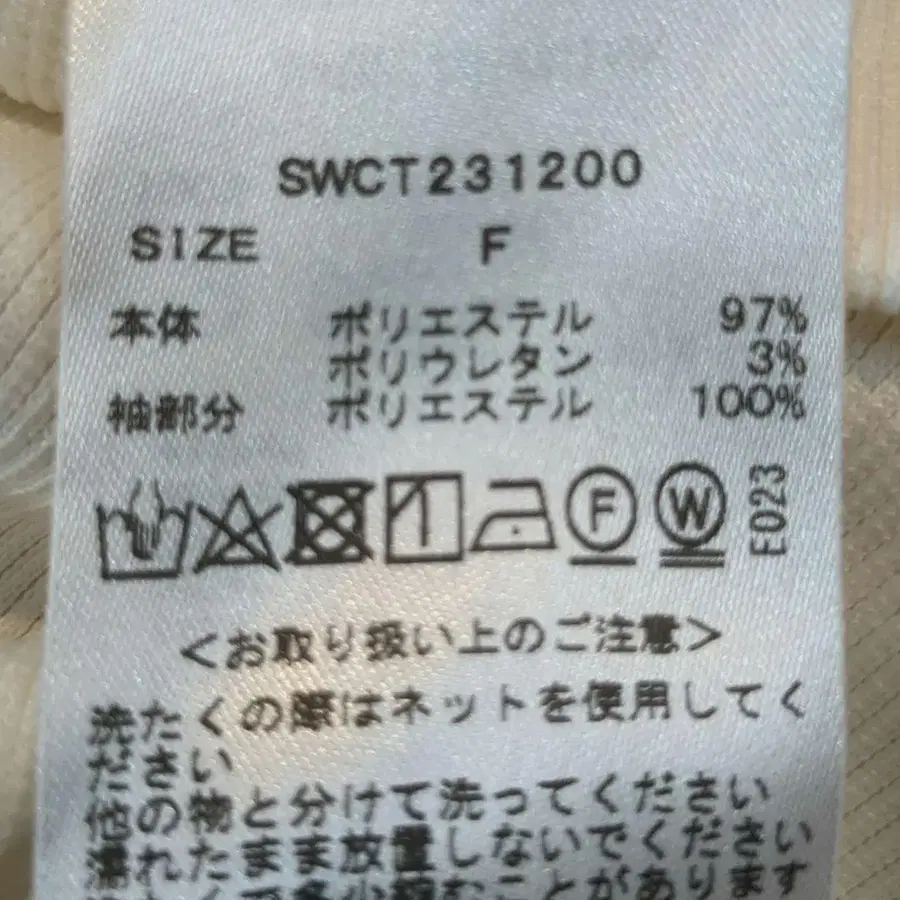 SWCT231200
SIZE F
本体 ポリエステル 97%
ポリウレタン 3%
袖部分 ポリエステル 100%
F W E023
<お取り扱い上のご注意>
洗たくの際はネットを使用してく
ださい
他の物と分けて洗ってください
濡れたまま放置しないでください